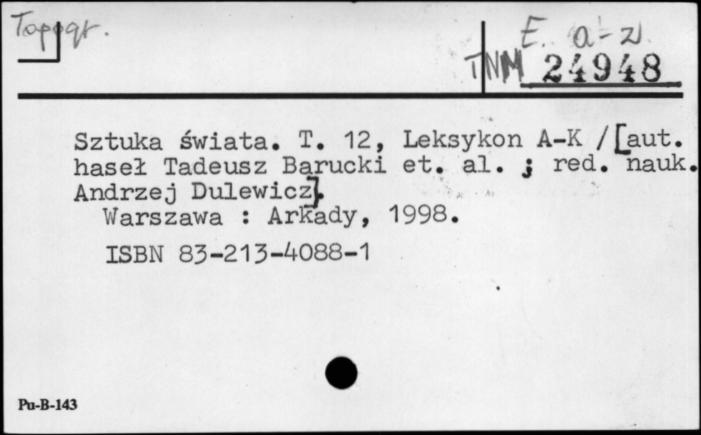 Topogr.
E. a-z
TNM 24948
Sztuka świata. T. 12, Leksykon A-K /[aut.
haseł Tadeusz Barucki et. al. ; red. nauk.
Andrzej Dulewicz].
Warszawa : Arkady, 1998.
ISBN 83-213-4088-1
Pu-B-143